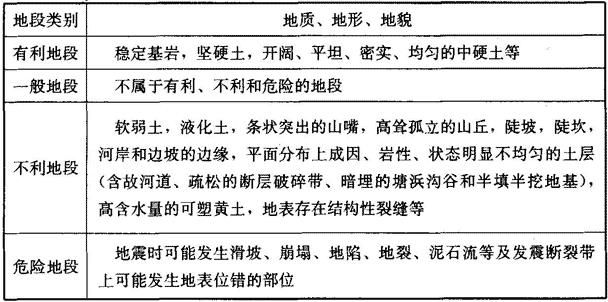 地段类别 地质、地形、地貌
有利地段 稳定基岩，坚硬土，开阔、平坦、密实、均匀的中硬土等
一般地段 不属于有利、不利和危险的地段
不利地段 软弱土，液化土，条状突出的山嘴，高耸孤立的山丘，陡坡，陡坎，
河岸和边坡的边缘，平面分布上成因、岩性、状态明显不均匀的土层
（含故河道、疏松的断层破碎带、暗埋的塘浜沟谷和半填半挖地基），
高含水量的可塑黄土，地表存在结构性裂缝等
危险地段 地震时可能发生滑坡、崩塌、地陷、地裂、泥石流等及发震断裂带
上可能发生地表位错的部位